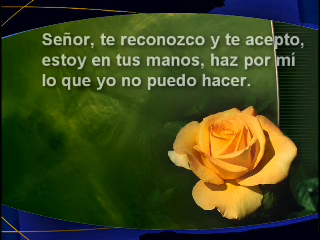 Señor, te reconozco y te acepto,
estoy en tus manos, haz por mí
lo que yo no puedo hacer.